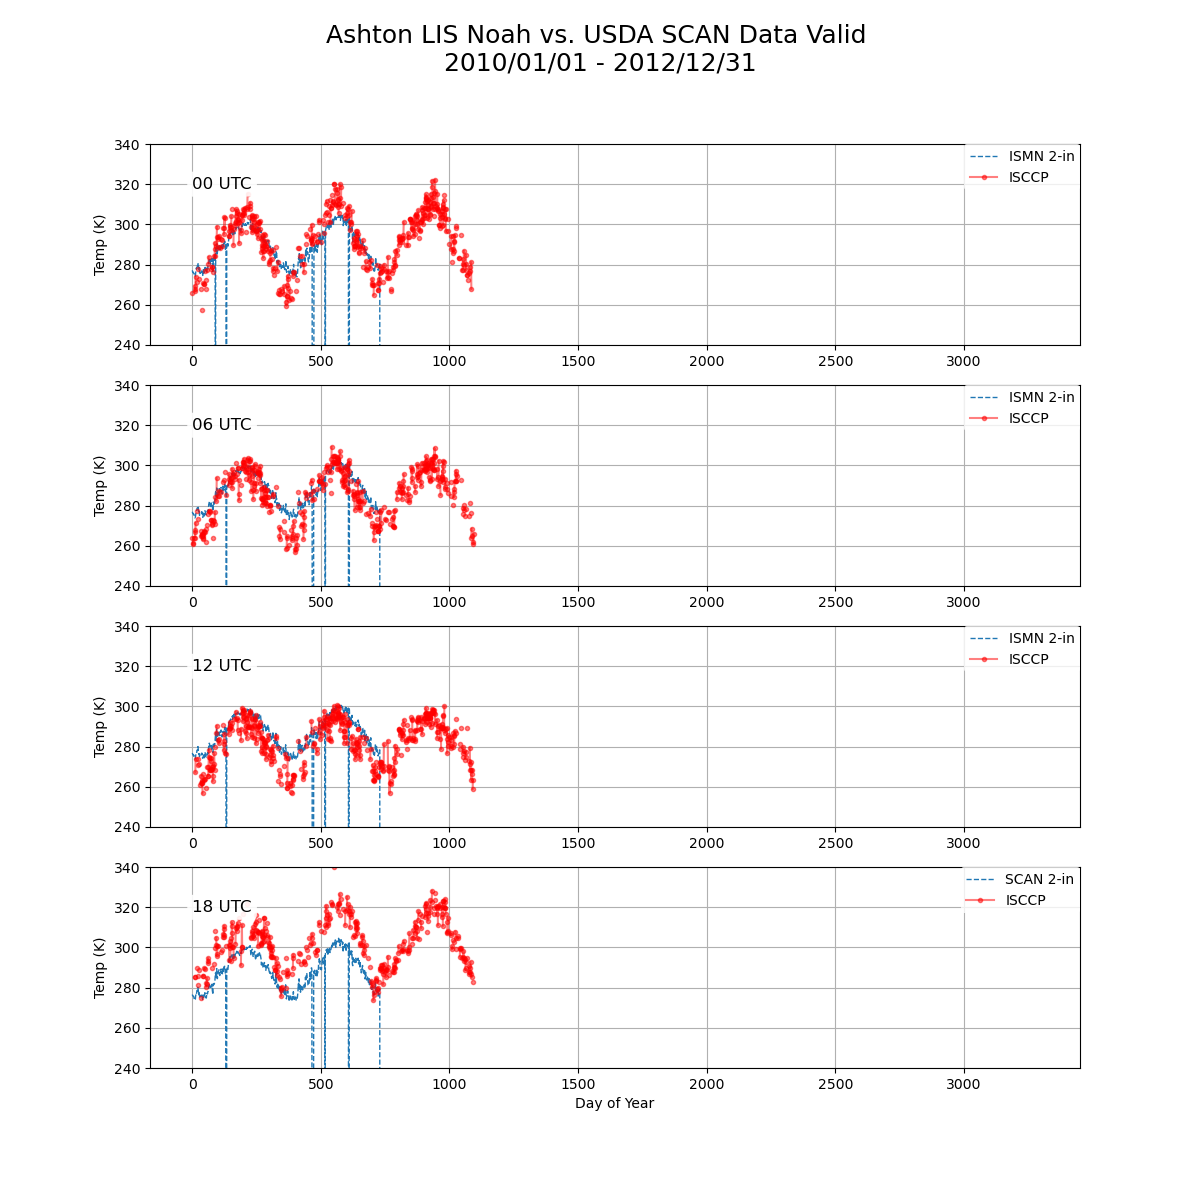 Ashton LIS Noah vs. USDA SCAN Data Valid
2010/01/01 - 2012/12/31
340
320
300
280
260
240
Temp (K)
00 UTC
ISMN 2-in
ISCCP
0 500 1000 1500 2000 2500 3000
340
320
300
280
260
240
Temp (K)
06 UTC
ISMN 2-in
ISCCP
0 500 1000 1500 2000 2500 3000
340
320
300
280
260
240
Temp (K)
12 UTC
ISMN 2-in
ISCCP
0 500 1000 1500 2000 2500 3000
340
320
300
280
260
240
Temp (K)
18 UTC
SCAN 2-in
ISCCP
0 500 1000 1500 2000 2500 3000
Day of Year